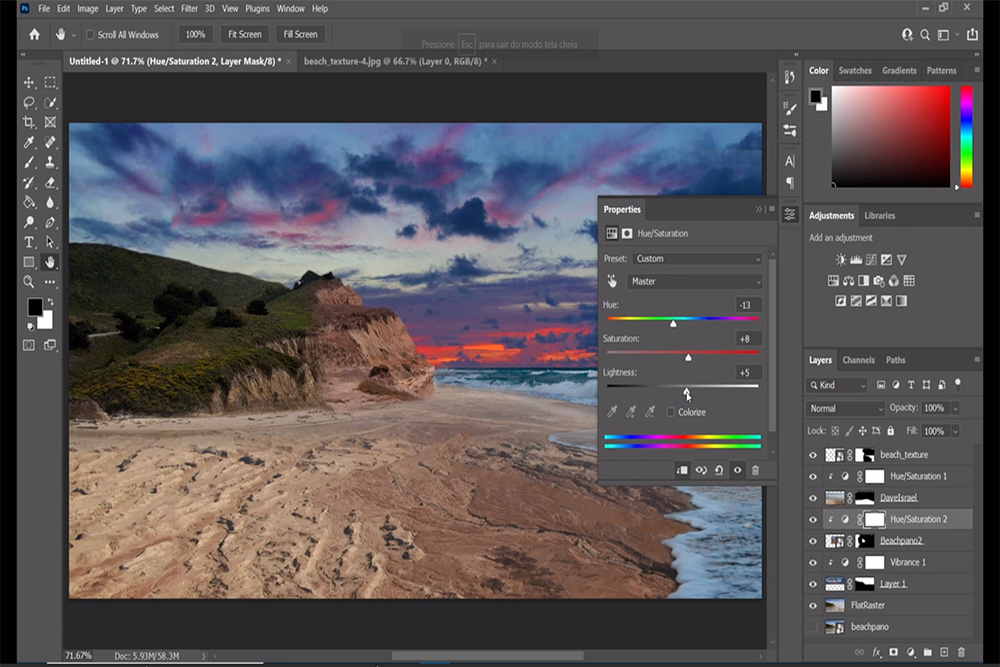 Ps File Edit Image Layer Type Select Filter 3D View Plugins Window Help
Scroll All Windows 100% Fit Screen Fill Screen
Pressione Esc para sair do modo tela cheia
Untitled-1 @ 71.7% (Hue/Saturation 2, Layer Mask/8) * × beach_texture-4.jpg @ 66.7% (Layer 0, RGB/8) * ×
Color Swatches Gradients Patterns
Properties
Hue/Saturation
Preset: Custom
Master
Hue: -13
Saturation: +8
Lightness: +5
Colorize
Adjustments Libraries
Add an adjustment
Layers Channels Paths
Kind
Normal Opacity: 100%
Lock: Fill: 100%
beach_texture
Hue/Saturation 1
DaveIsrael
Hue/Saturation 2
Beachpano2
Vibrance 1
Layer 1
FlatRaster
beachpano
fx
71.67% Doc: 5.93M/58.3M